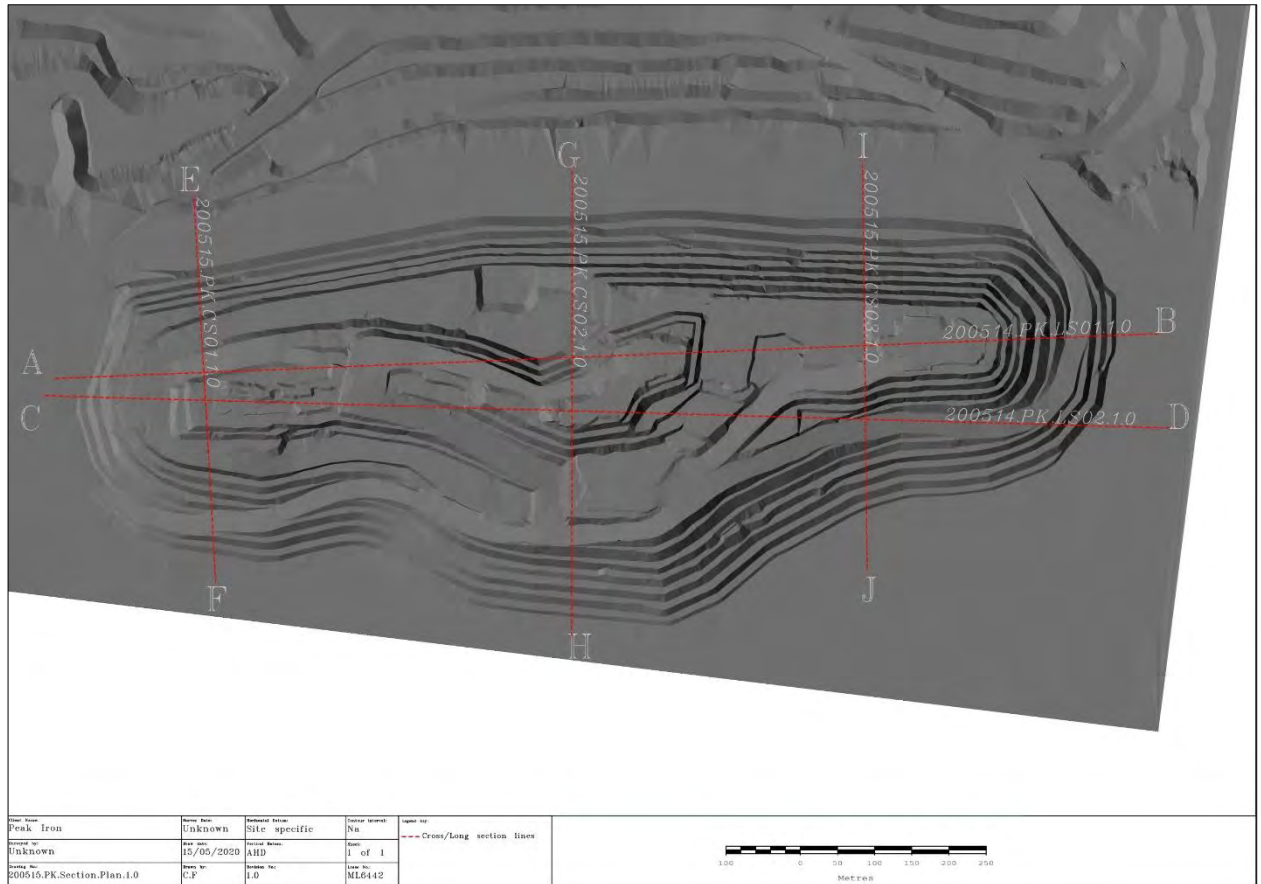 I
G
E
200515.PK.CS01.1.0
200515.PK.CS02.1.0
200515.PK.CS03.1.0
200514.PK.LS01.1.0
B
A
C
200514.PK.LS02.1.0
D
J
F
H
Peak Iron
Unknown
Site specific
Na
Cross/Long section lines
Unknown
15/05/2020
AHD
1 of 1
200515.PK.Section.Plan.1.0
C.F
1.0
ML6442
100 0 50 100 150 200 250
Metres